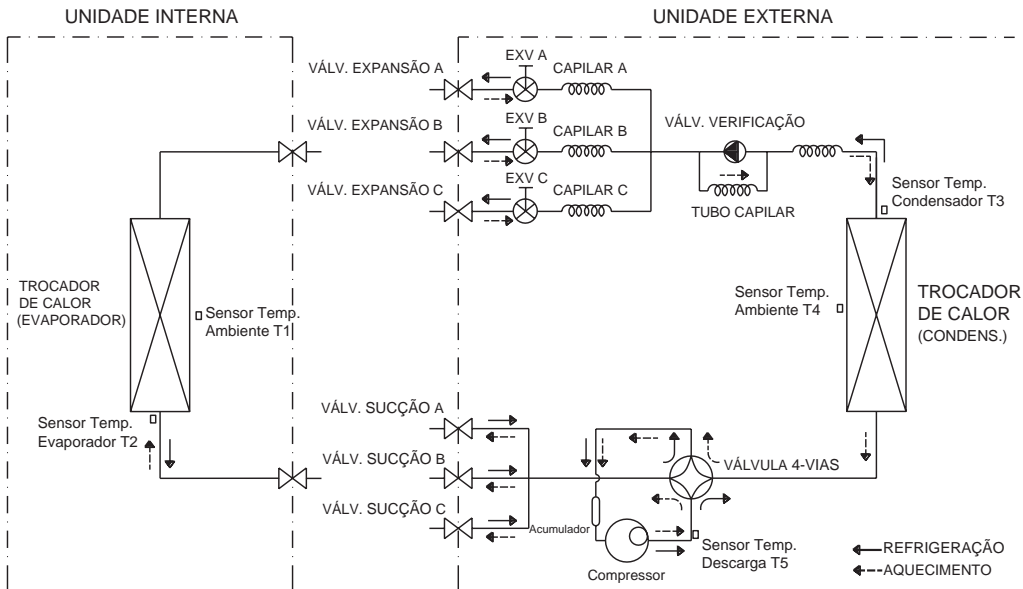 UNIDADE INTERNA
UNIDADE EXTERNA
VÁLV. EXPANSÃO A
EXV A
CAPILAR A
VÁLV. EXPANSÃO B
EXV B
CAPILAR B
VÁLV. VERIFICAÇÃO
VÁLV. EXPANSÃO C
EXV C
CAPILAR C
TUBO CAPILAR
Sensor Temp.
Condensador T3
TROCADOR
DE CALOR
(EVAPORADOR)
Sensor Temp.
Ambiente T1
Sensor Temp.
Ambiente T4
TROCADOR
DE CALOR
(CONDENS.)
Sensor Temp.
Evaporador T2
VÁLV. SUCÇÃO A
VÁLV. SUCÇÃO B
VÁLV. SUCÇÃO C
VÁLVULA 4-VIAS
Acumulador
Compressor
Sensor Temp.
Descarga T5
REFRIGERAÇÃO
AQUECIMENTO